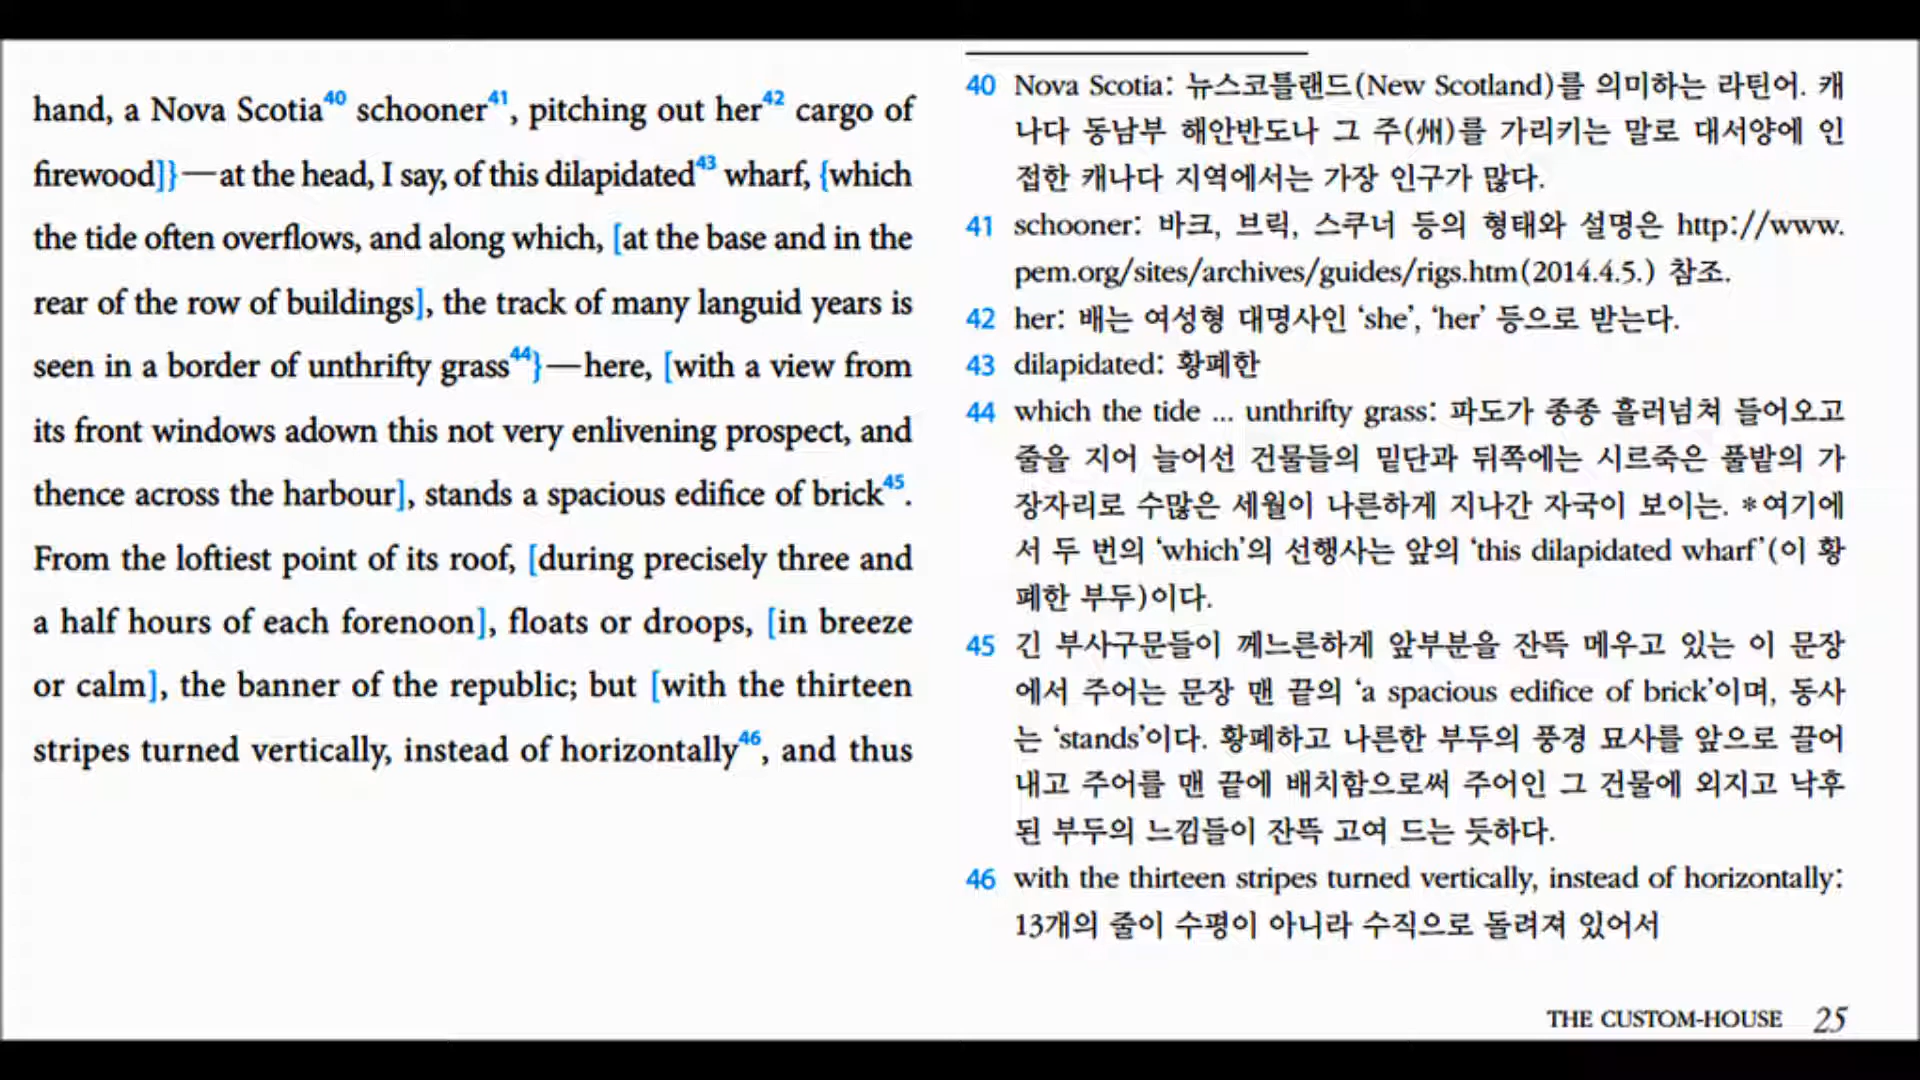 hand, a Nova Scotia40 schooner41, pitching out her42 cargo of
firewood]}—at the head, I say, of this dilapidated43 wharf, {which
the tide often overflows, and along which, [at the base and in the
rear of the row of buildings], the track of many languid years is
seen in a border of unthrifty grass44}—here, [with a view from
its front windows adown this not very enlivening prospect, and
thence across the harbour], stands a spacious edifice of brick45.
From the loftiest point of its roof, [during precisely three and
a half hours of each forenoon], floats or droops, [in breeze
or calm], the banner of the republic; but [with the thirteen
stripes turned vertically, instead of horizontally46, and thus
40 Nova Scotia: 뉴스코틀랜드(New Scotland)를 의미하는 라틴어. 캐
나다 동남부 해안반도나 그 주(州)를 가리키는 말로 대서양에 인
접한 캐나다 지역에서는 가장 인구가 많다.
41 schooner: 바크, 브릭, 스쿠너 등의 형태와 설명은 http://www.
pem.org/sites/archives/guides/rigs.htm(2014.4.5.) 참조.
42 her: 배는 여성형 대명사인 ‘she’, ‘her’ 등으로 받는다.
43 dilapidated: 황폐한
44 which the tide ... unthrifty grass: 파도가 종종 흘러넘쳐 들어오고
줄을 지어 늘어선 건물들의 밑단과 뒤쪽에는 시르죽은 풀밭의 가
장자리로 수많은 세월이 나른하게 지나간 자국이 보이는. *여기에
서 두 번의 ‘which’의 선행사는 앞의 ‘this dilapidated wharf’(이 황
폐한 부두)이다.
45 긴 부사구문들이 께느른하게 앞부분을 잔뜩 메우고 있는 이 문장
에서 주어는 문장 맨 끝의 ‘a spacious edifice of brick’이며, 동사
는 ‘stands’이다. 황폐하고 나른한 부두의 풍경 묘사를 앞으로 끌어
내고 주어를 맨 끝에 배치함으로써 주어인 그 건물에 외지고 낙후
된 부두의 느낌들이 잔뜩 고여 드는 듯하다.
46 with the thirteen stripes turned vertically, instead of horizontally:
13개의 줄이 수평이 아니라 수직으로 돌려져 있어서
THE CUSTOM-HOUSE 25